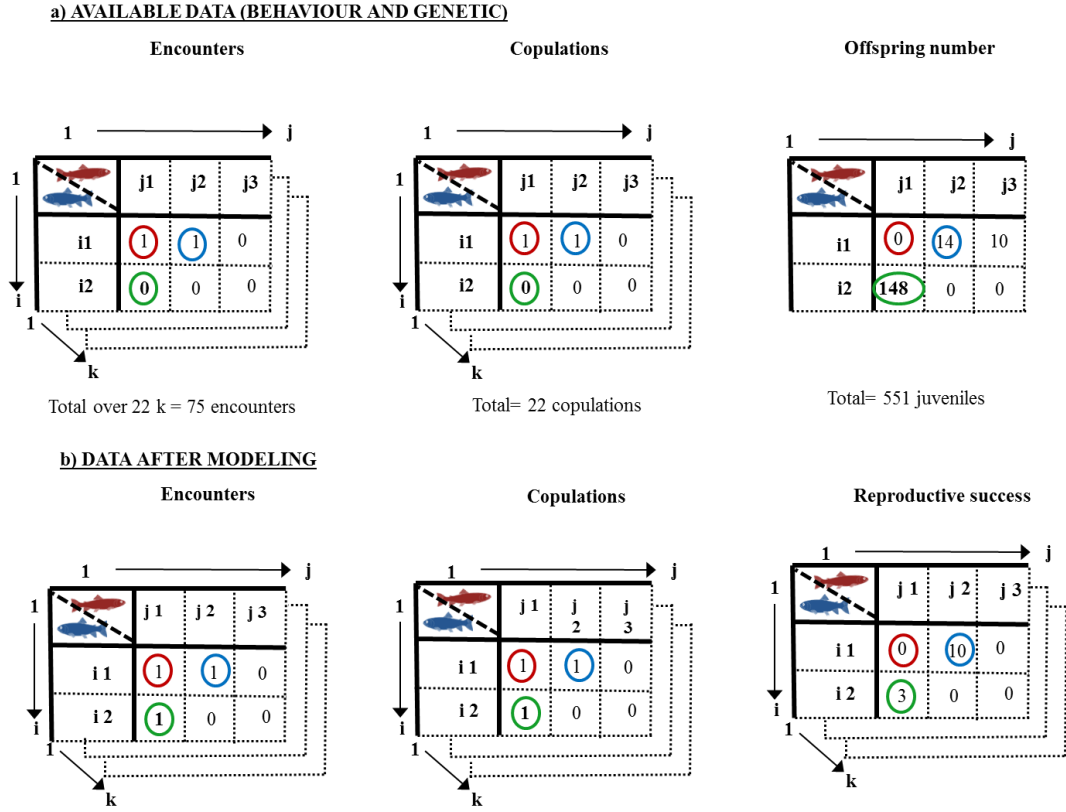 a) AVAILABLE DATA (BEHAVIOUR AND GENETIC)
Encounters
Copulations
Offspring number
1 j
1 j
1 j
1
j1 j2 j3
i1 1 1 0
i2 0 0 0
i
1
k
1
j1 j2 j3
i1 1 1 0
i2 0 0 0
i
1
k
1
j1 j2 j3
i1 0 14 10
i2 148 0 0
i
Total over 22 k = 75 encounters
Total= 22 copulations
Total= 551 juveniles
b) DATA AFTER MODELING
Encounters
Copulations
Reproductive success
1 j
1 j
1 j
1
j 1 j 2 j 3
i 1 1 1 0
i 2 1 0 0
i
1
k
1
j 1 j j
2 3
i 1 1 1 0
i 2 1 0 0
i
1
k
1
j 1 j 2 j 3
i 1 0 10 0
i 2 3 0 0
i
1
k